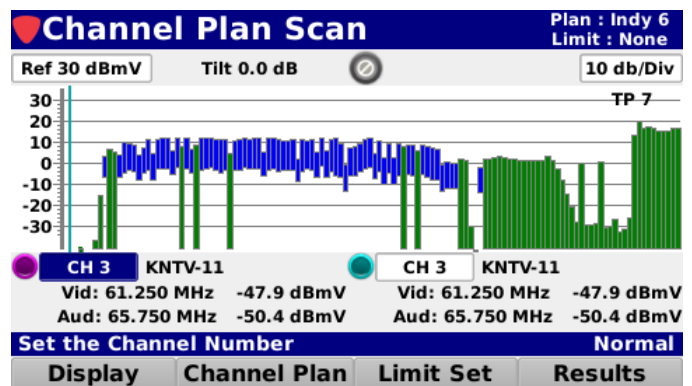 Channel Plan Scan
Plan : Indy 6
Limit : None
Ref 30 dBmV Tilt 0.0 dB 10 db/Div
TP 7
30
20
10
0
-10
-20
-30
CH 3 KNTV-11 CH 3 KNTV-11
Vid: 61.250 MHz -47.9 dBmV Vid: 61.250 MHz -47.9 dBmV
Aud: 65.750 MHz -50.4 dBmV Aud: 65.750 MHz -50.4 dBmV
Set the Channel Number Normal
Display Channel Plan Limit Set Results